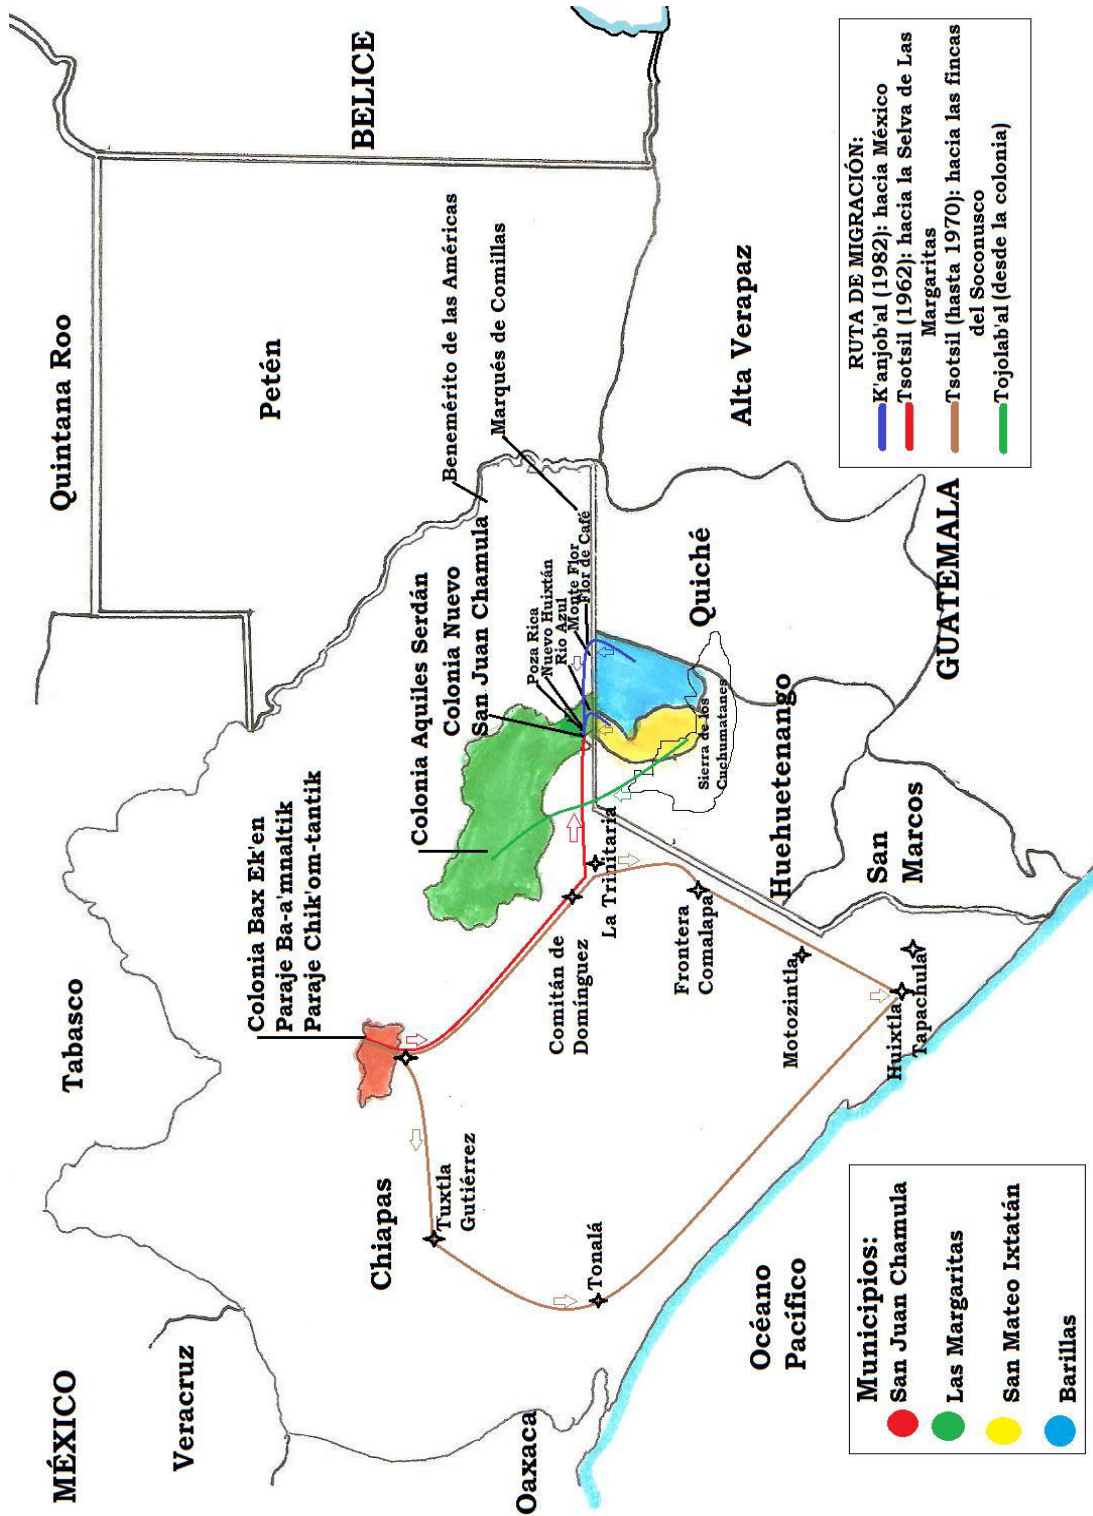 MÉXICO
Veracruz
Oaxaca
Tabasco
Quintana Roo
Petén
BELICE
Chiapas
Colonia Bax Ek'en
Paraje Ba-a'mnaltik
Paraje Chik'om-tantik
Colonia Aquiles Serdán
Colonia Nuevo
San Juan Chamula
Benemérito de las Américas
Marqués de Comillas
Poza Rica
Nuevo Huixtán
Rio Azul
Monte Flor
Flor de Café
Tuxtla
Gutiérrez
Tonalá
Comitán de
Domínguez
La Trinitaria
Frontera
Comalapa
Motozintla
Huixtla
Tapachula
Sierra de los
Cuchumatanes
Quiché
Alta Verapaz
Huehuetenango
San
Marcos
GUATEMALA
Océano
Pacífico
Municipios:
San Juan Chamula
Las Margaritas
San Mateo Ixtatán
Barillas
RUTA DE MIGRACIÓN:
K'anjob'al (1982): hacia México
Tsotsil (1962): hacia la Selva de Las
Margaritas
Tsotsil (hasta 1970): hacia las fincas
del Soconusco
Tojolab'al (desde la colonia)